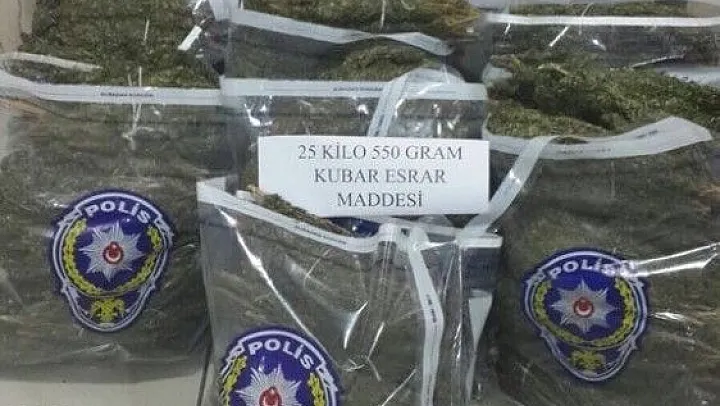 25 KİLO 550 GRAM
KUBAR ESRAR
MADDESİ
POLİS
POLİS
POLİS